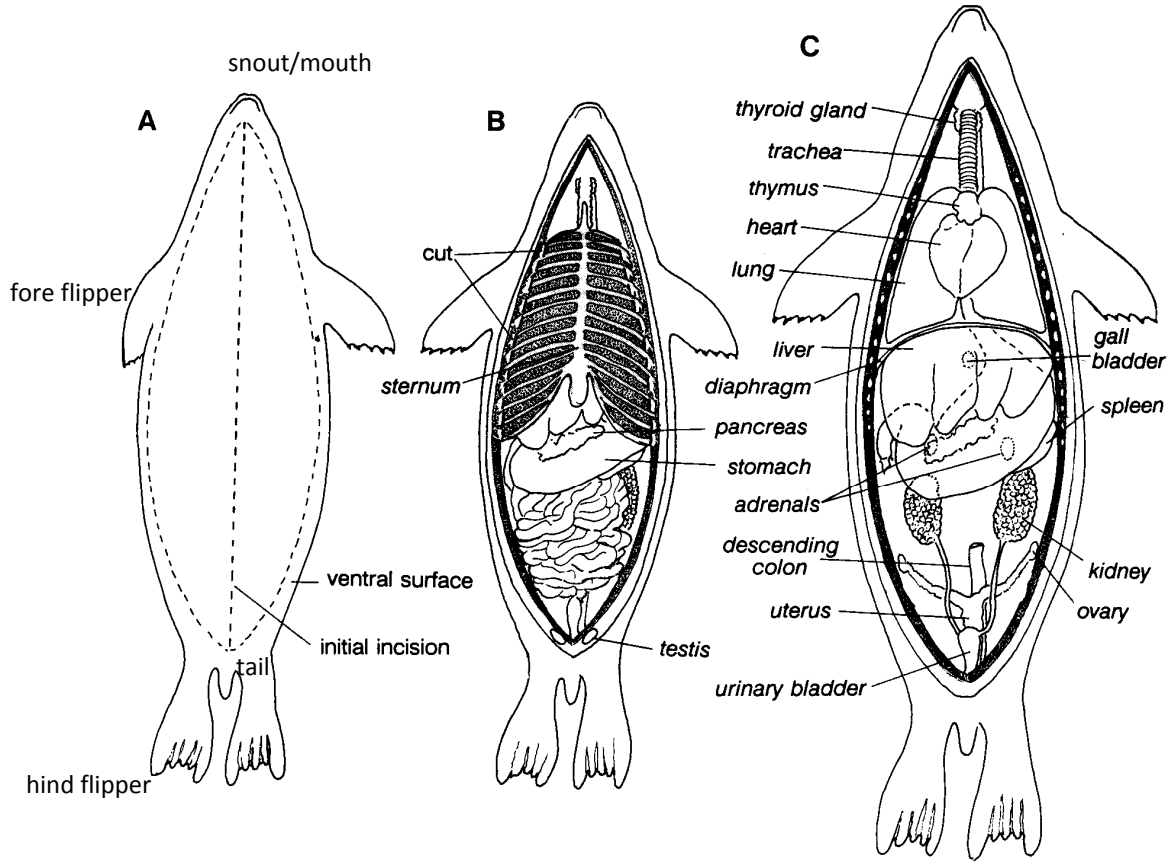 snout/mouth
A
fore flipper
ventral surface
initial incision
tail
hind flipper
B
cut
sternum
pancreas
stomach
testis
C
thyroid gland
trachea
thymus
heart
lung
liver
diaphragm
gall
bladder
spleen
adrenals
descending
colon
kidney
uterus
ovary
urinary bladder